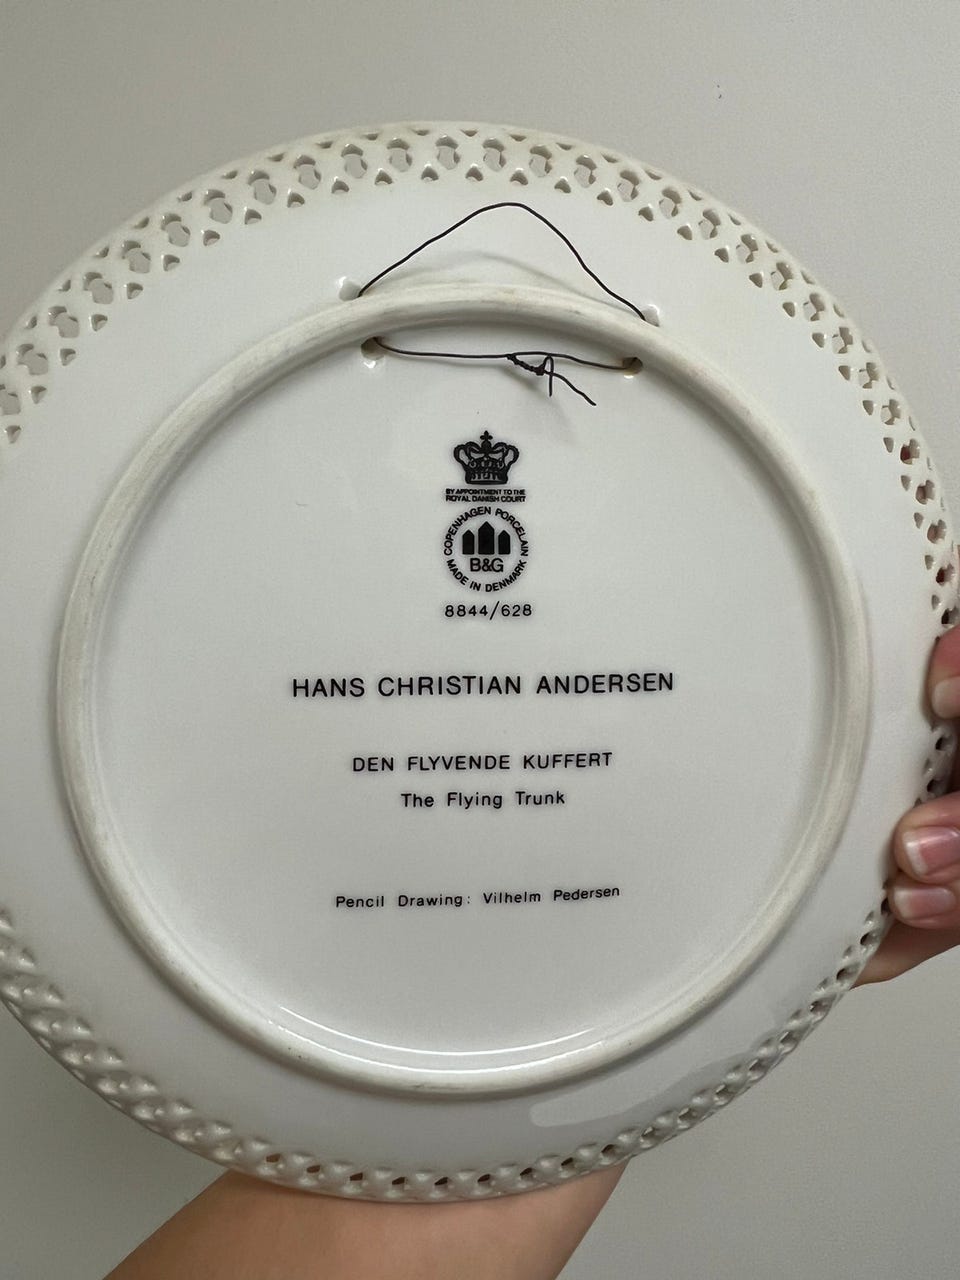 BY APPOINTMENT TO THE
ROYAL DANISH COURT
COPENHAGEN PORCELAIN
B&G
MADE IN DENMARK
8844/628
HANS CHRISTIAN ANDERSEN
DEN FLYVENDE KUFFERT
The Flying Trunk
Pencil Drawing: Vilhelm Pedersen